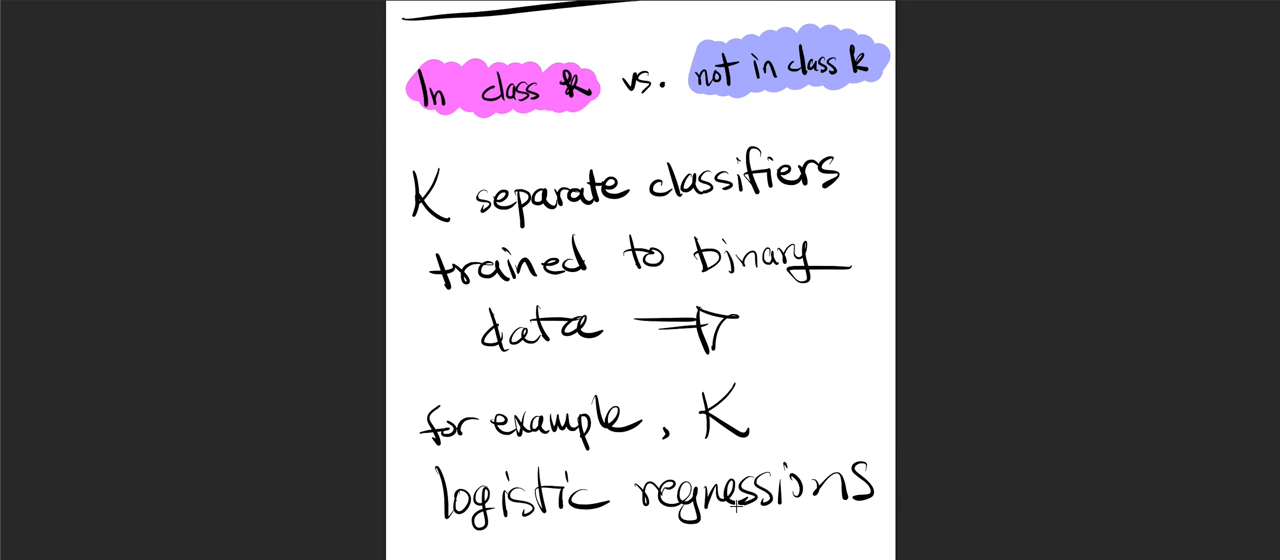 In class k vs. not in class k
K separate classifiers
trained to binary
data ⇒
for example, K
logistic regressions